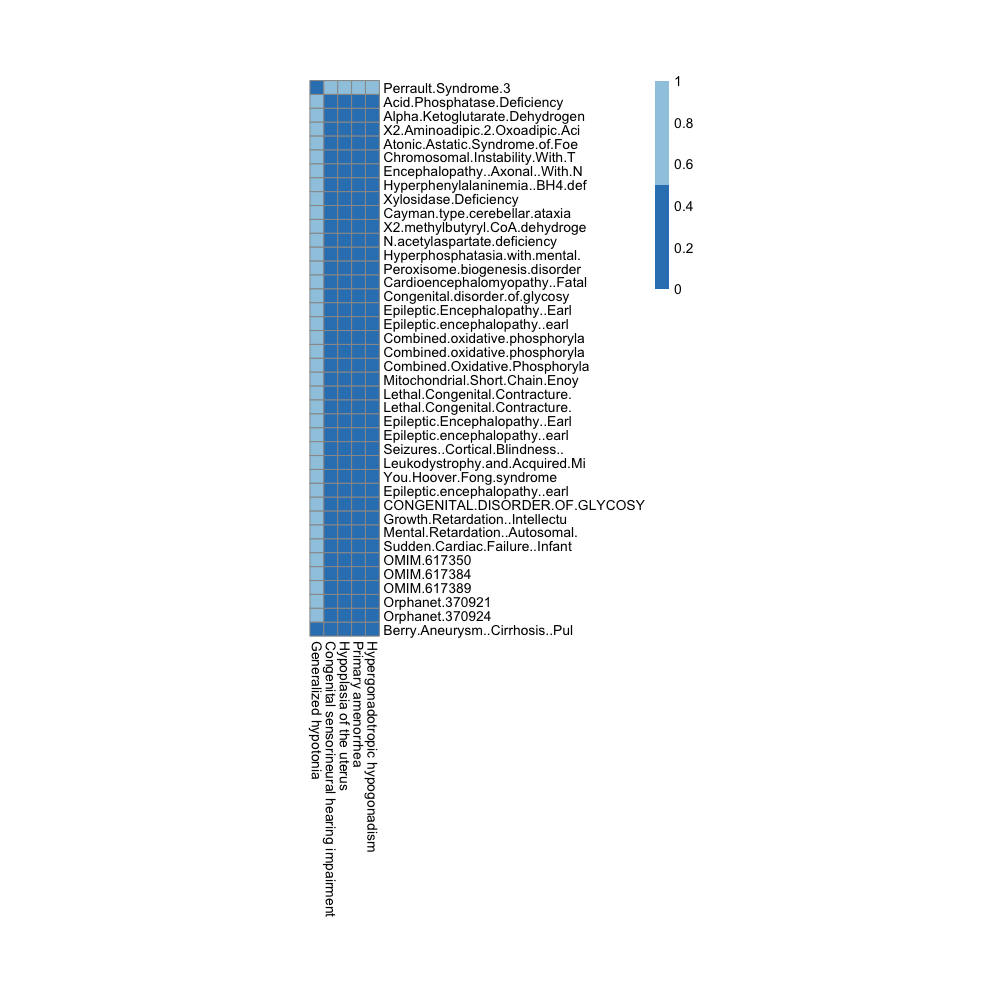 Perrault.Syndrome.3
Acid.Phosphatase.Deficiency
Alpha.Ketoglutarate.Dehydrogen
X2.Aminoadipic.2.Oxoadipic.Aci
Atonic.Astatic.Syndrome.of.Foe
Chromosomal.Instability.With.T
Encephalopathy..Axonal..With.N
Hyperphenylalaninemia..BH4.def
Xylosidase.Deficiency
Cayman.type.cerebellar.ataxia
X2.methylbutyryl.CoA.dehydroge
N.acetylaspartate.deficiency
Hyperphosphatasia.with.mental.
Peroxisome.biogenesis.disorder
Cardioencephalomyopathy..Fatal
Congenital.disorder.of.glycosy
Epileptic.Encephalopathy..Earl
Epileptic.encephalopathy..earl
Combined.oxidative.phosphoryla
Combined.oxidative.phosphoryla
Combined.Oxidative.Phosphoryla
Mitochondrial.Short.Chain.Enoy
Lethal.Congenital.Contracture.
Lethal.Congenital.Contracture.
Epileptic.Encephalopathy..Earl
Epileptic.encephalopathy..earl
Seizures..Cortical.Blindness..
Leukodystrophy.and.Acquired.Mi
You.Hoover.Fong.syndrome
Epileptic.encephalopathy..earl
CONGENITAL.DISORDER.OF.GLYCOSY
Growth.Retardation..Intellectu
Mental.Retardation..Autosomal.
Sudden.Cardiac.Failure..Infant
OMIM.617350
OMIM.617384
OMIM.617389
Orphanet.370921
Orphanet.370924
Berry.Aneurysm..Cirrhosis..Pul
1
0.8
0.6
0.4
0.2
0
Generalized hypotonia
Congenital sensorineural hearing impairment
Hypoplasia of the uterus
Primary amenorrhea
Hypergonadotropic hypogonadism